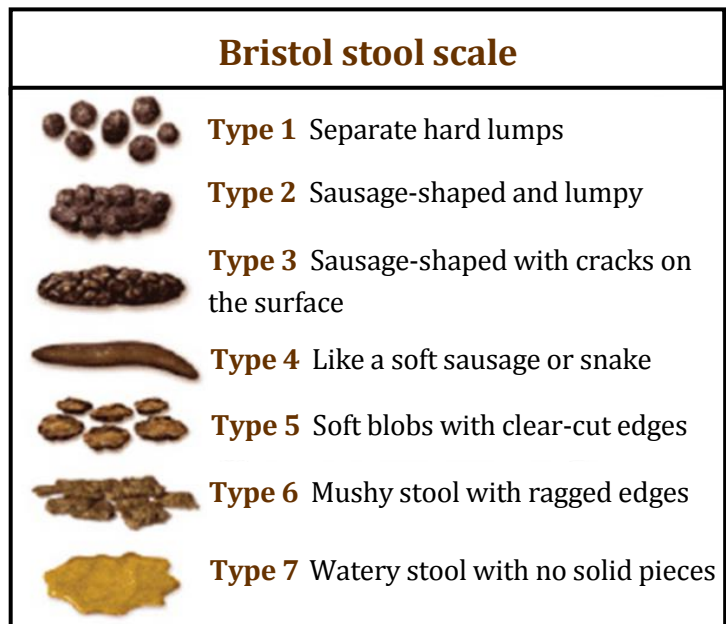 Bristol stool scale
Type 1 Separate hard lumps
Type 2 Sausage-shaped and lumpy
Type 3 Sausage-shaped with cracks on
the surface
Type 4 Like a soft sausage or snake
Type 5 Soft blobs with clear-cut edges
Type 6 Mushy stool with ragged edges
Type 7 Watery stool with no solid pieces